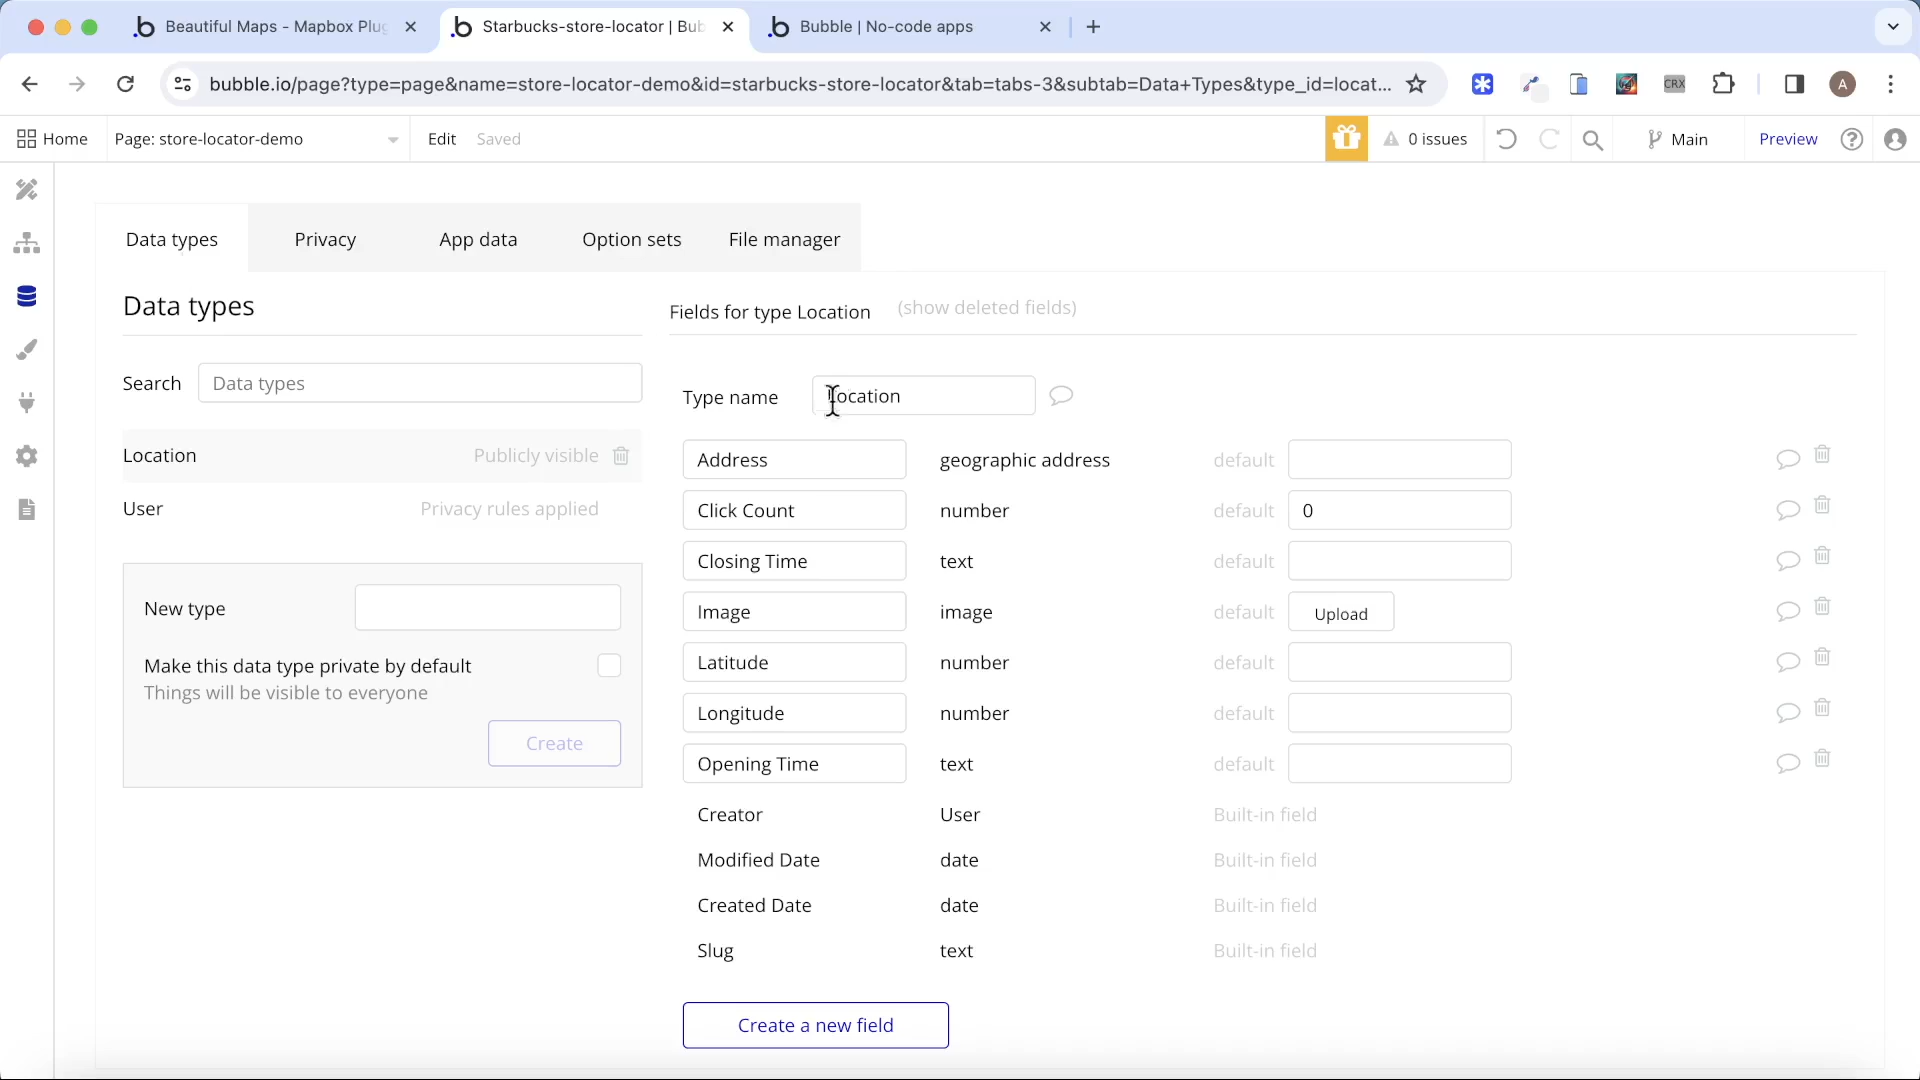 Beautiful Maps - Mapbox Plug
Starbucks-store-locator | Bub
Bubble | No-code apps
bubble.io/page?type=page&name=store-locator-demo&id=starbucks-store-locator&tab=tabs-3&subtab=Data+Types&type_id=locat...
CRX
A
Home
Page: store-locator-demo
Edit
Saved
0 issues
Main
Preview
Data types
Privacy
App data
Option sets
File manager
Data types
Fields for type Location
(show deleted fields)
Search
Data types
Type name
Location
Location
Publicly visible
User
Privacy rules applied
New type
Make this data type private by default
Things will be visible to everyone
Create
Address geographic address default
Click Count number default 0
Closing Time text default
Image image default Upload
Latitude number default
Longitude number default
Opening Time text default
Creator User Built-in field
Modified Date date Built-in field
Created Date date Built-in field
Slug text Built-in field
Create a new field